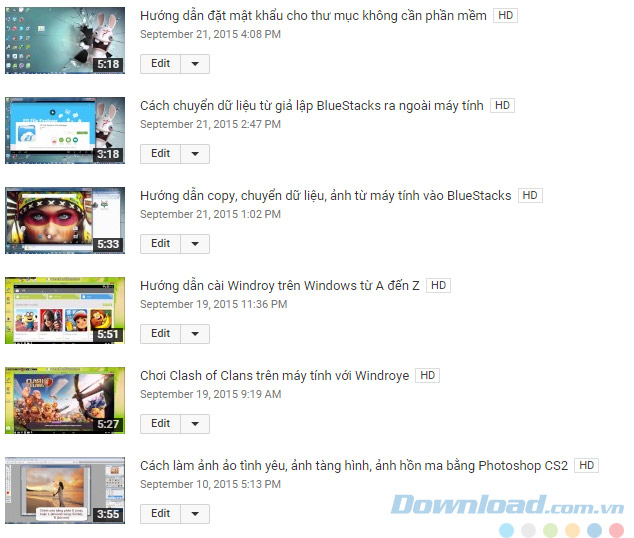 Hướng dẫn đặt mật khẩu cho thư mục không cần phần mềm HD
September 21, 2015 4:08 PM
5:18
Edit
Cách chuyển dữ liệu từ giả lập BlueStacks ra ngoài máy tính HD
September 21, 2015 2:47 PM
3:18
Edit
Hướng dẫn copy, chuyển dữ liệu, ảnh từ máy tính vào BlueStacks HD
September 21, 2015 1:02 PM
5:33
Edit
Hướng dẫn cài Windroy trên Windows từ A đến Z HD
September 19, 2015 11:36 PM
5:51
Edit
Chơi Clash of Clans trên máy tính với Windroye HD
September 19, 2015 9:19 AM
5:27
Edit
Cách làm ảnh ảo tình yêu, ảnh tàng hình, ảnh hồn ma bằng Photoshop CS2 HD
September 10, 2015 5:13 PM
3:55
Edit
Download.com.vn